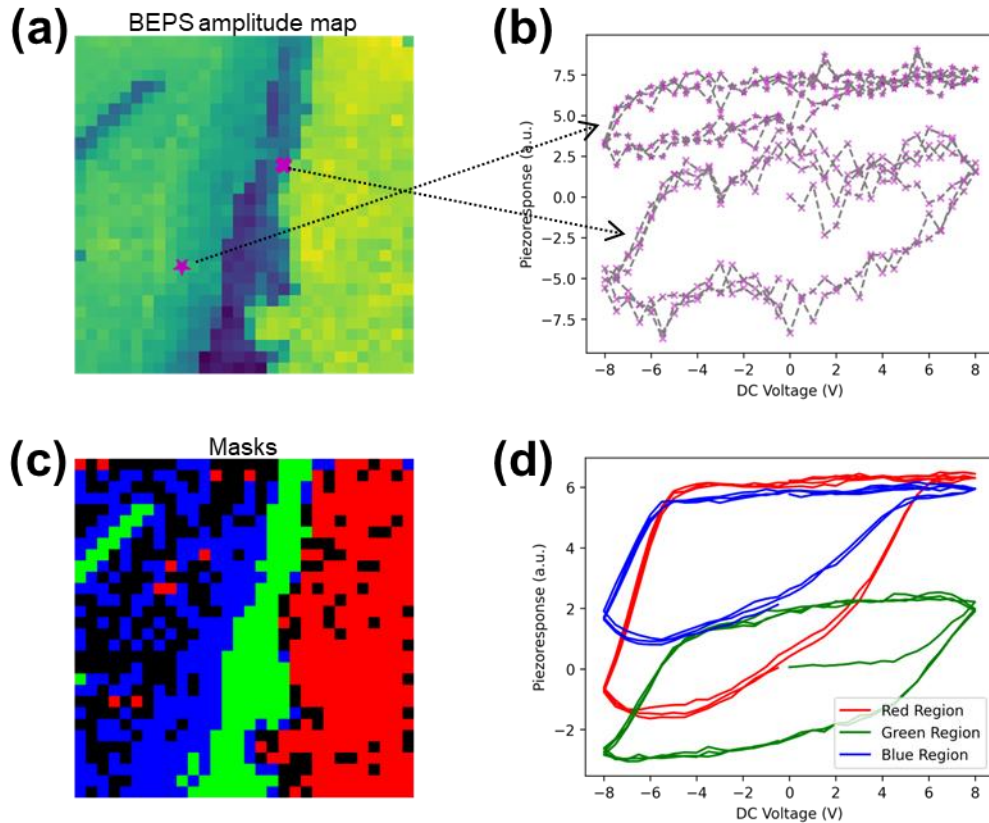 (a)
BEPS amplitude map
(b)
7.5
5.0
2.5
0.0
−2.5
−5.0
−7.5
Piezoresponse (a.u.)
−8 −6 −4 −2 0 2 4 6 8
DC Voltage (V)
(c)
Masks
(d)
6
4
2
0
−2
Piezoresponse (a.u.)
Red Region
Green Region
Blue Region
−8 −6 −4 −2 0 2 4 6 8
DC Voltage (V)